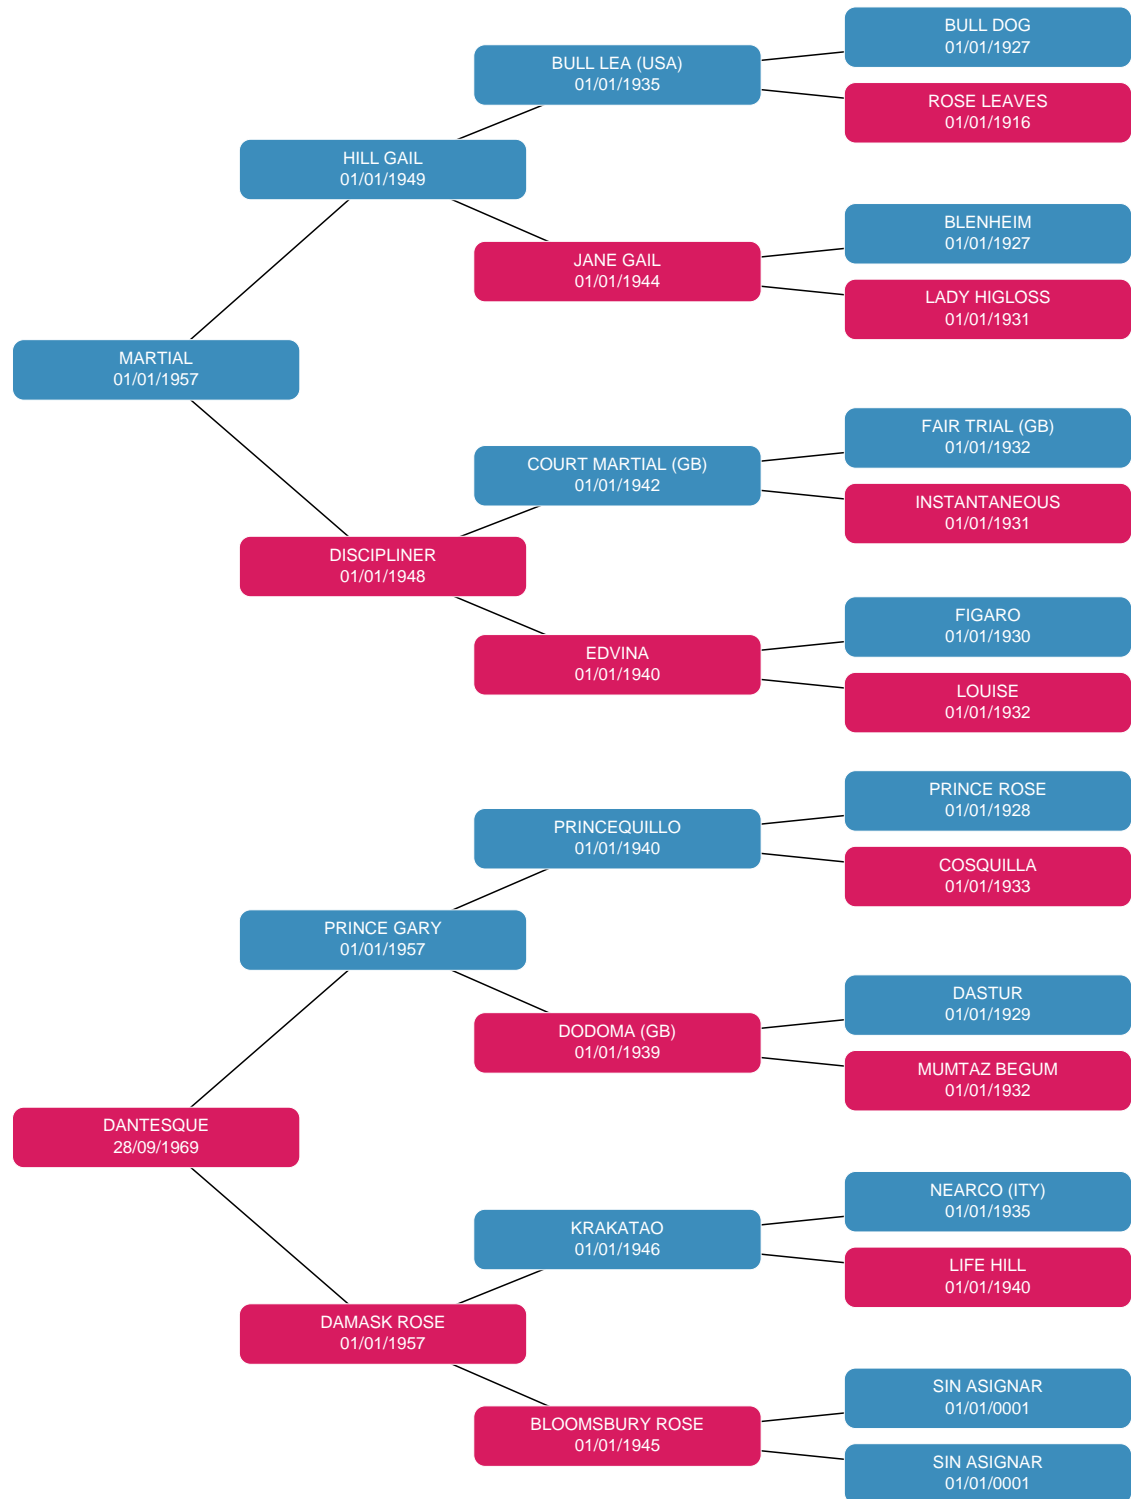 BULL DOG
01/01/1927
BULL LEA (USA)
01/01/1935
ROSE LEAVES
01/01/1916
HILL GAIL
01/01/1949
BLENHEIM
01/01/1927
JANE GAIL
01/01/1944
LADY HIGLOSS
01/01/1931
MARTIAL
01/01/1957
FAIR TRIAL (GB)
01/01/1932
COURT MARTIAL (GB)
01/01/1942
INSTANTANEOUS
01/01/1931
DISCIPLINER
01/01/1948
FIGARO
01/01/1930
EDVINA
01/01/1940
LOUISE
01/01/1932
PRINCE ROSE
01/01/1928
PRINCEQUILLO
01/01/1940
COSQUILLA
01/01/1933
PRINCE GARY
01/01/1957
DASTUR
01/01/1929
DODOMA (GB)
01/01/1939
MUMTAZ BEGUM
01/01/1932
DANTESQUE
28/09/1969
NEARCO (ITY)
01/01/1935
KRAKATAO
01/01/1946
LIFE HILL
01/01/1940
DAMASK ROSE
01/01/1957
SIN ASIGNAR
01/01/0001
BLOOMSBURY ROSE
01/01/1945
SIN ASIGNAR
01/01/0001